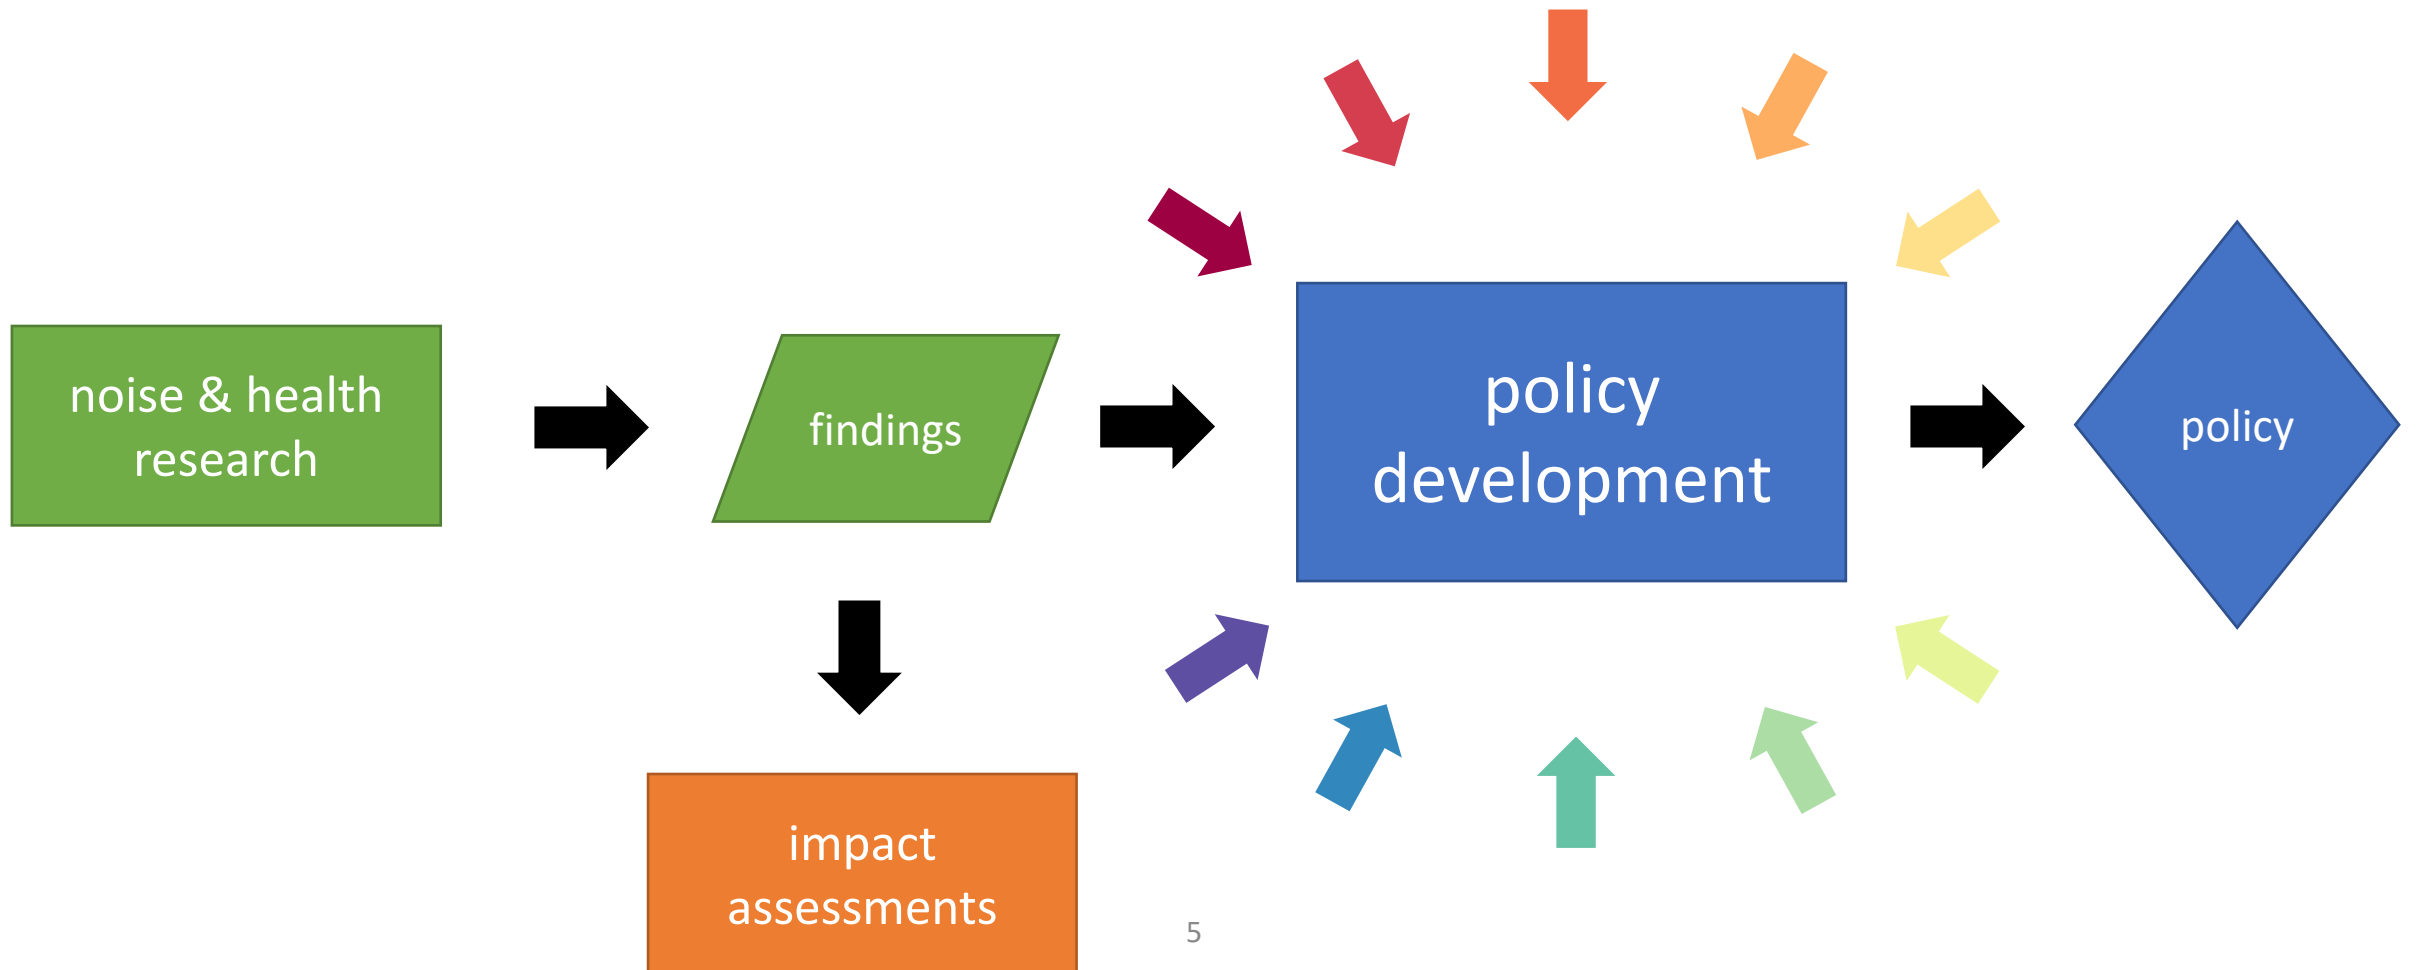 noise & health
research
findings
policy
development
policy
impact
assessments
5